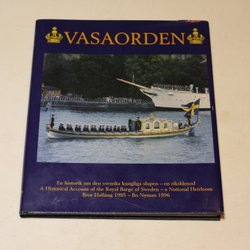 VASAORDEN
En historik om den svenska kungliga slupen – en riksklenod
A Historical Account of the Royal Barge of Sweden – a National Heirloom
Bror Hallberg 1985 – Bo Nyman 1996